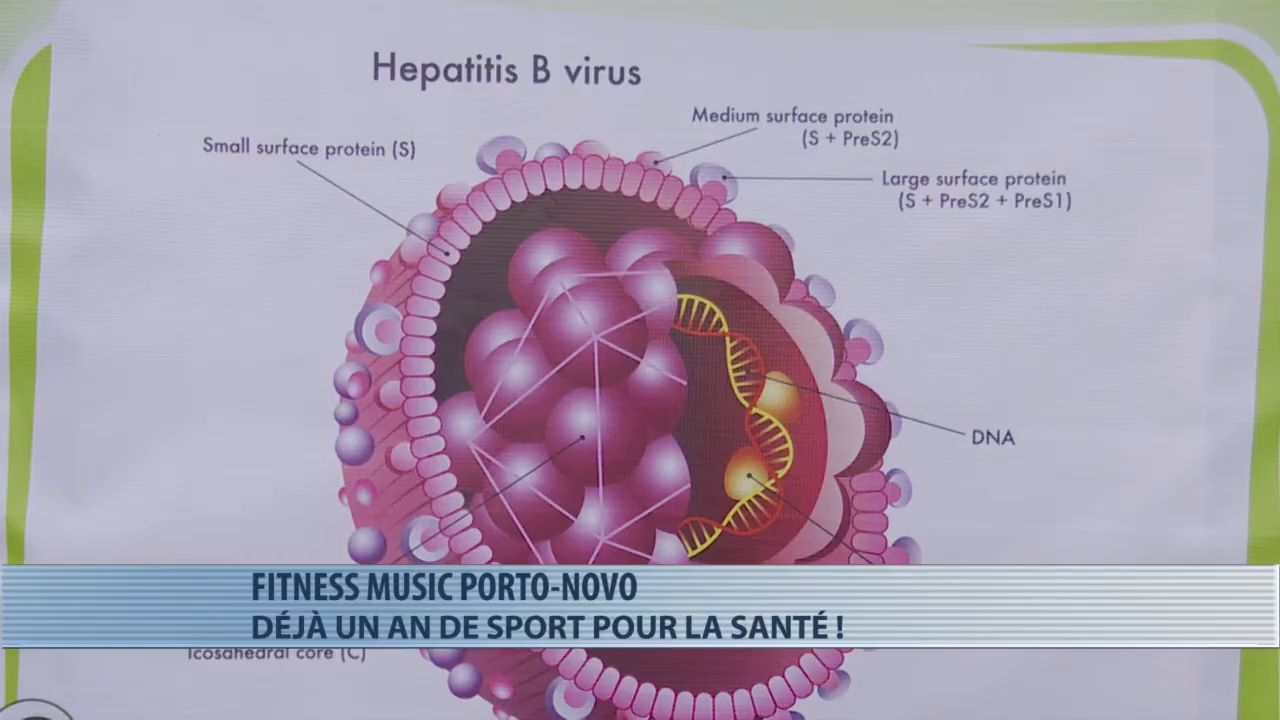 Hepatitis B virus
Medium surface protein
(S + PreS2)
Small surface protein (S)
Large surface protein
(S + PreS2 + PreS1)
DNA
FITNESS MUSIC PORTO-NOVO
DÉJÀ UN AN DE SPORT POUR LA SANTÉ !
Icosahedral core (C)